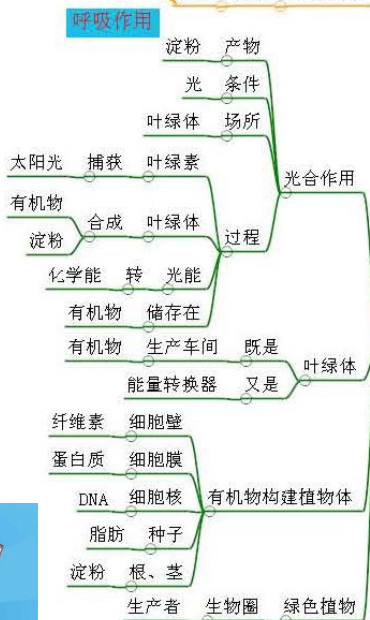 呼吸作用
淀粉 产物
光 条件
叶绿体 场所
光合作用
太阳光 捕获 叶绿素
有机物
合成 叶绿体
淀粉
过程
化学能 转 光能
有机物 储存在
有机物 生产车间 既是
叶绿体
能量转换器 又是
纤维素 细胞壁
蛋白质 细胞膜
DNA 细胞核 有机物构建植物体
脂肪 种子
淀粉 根、茎
生产者 生物圈 绿色植物